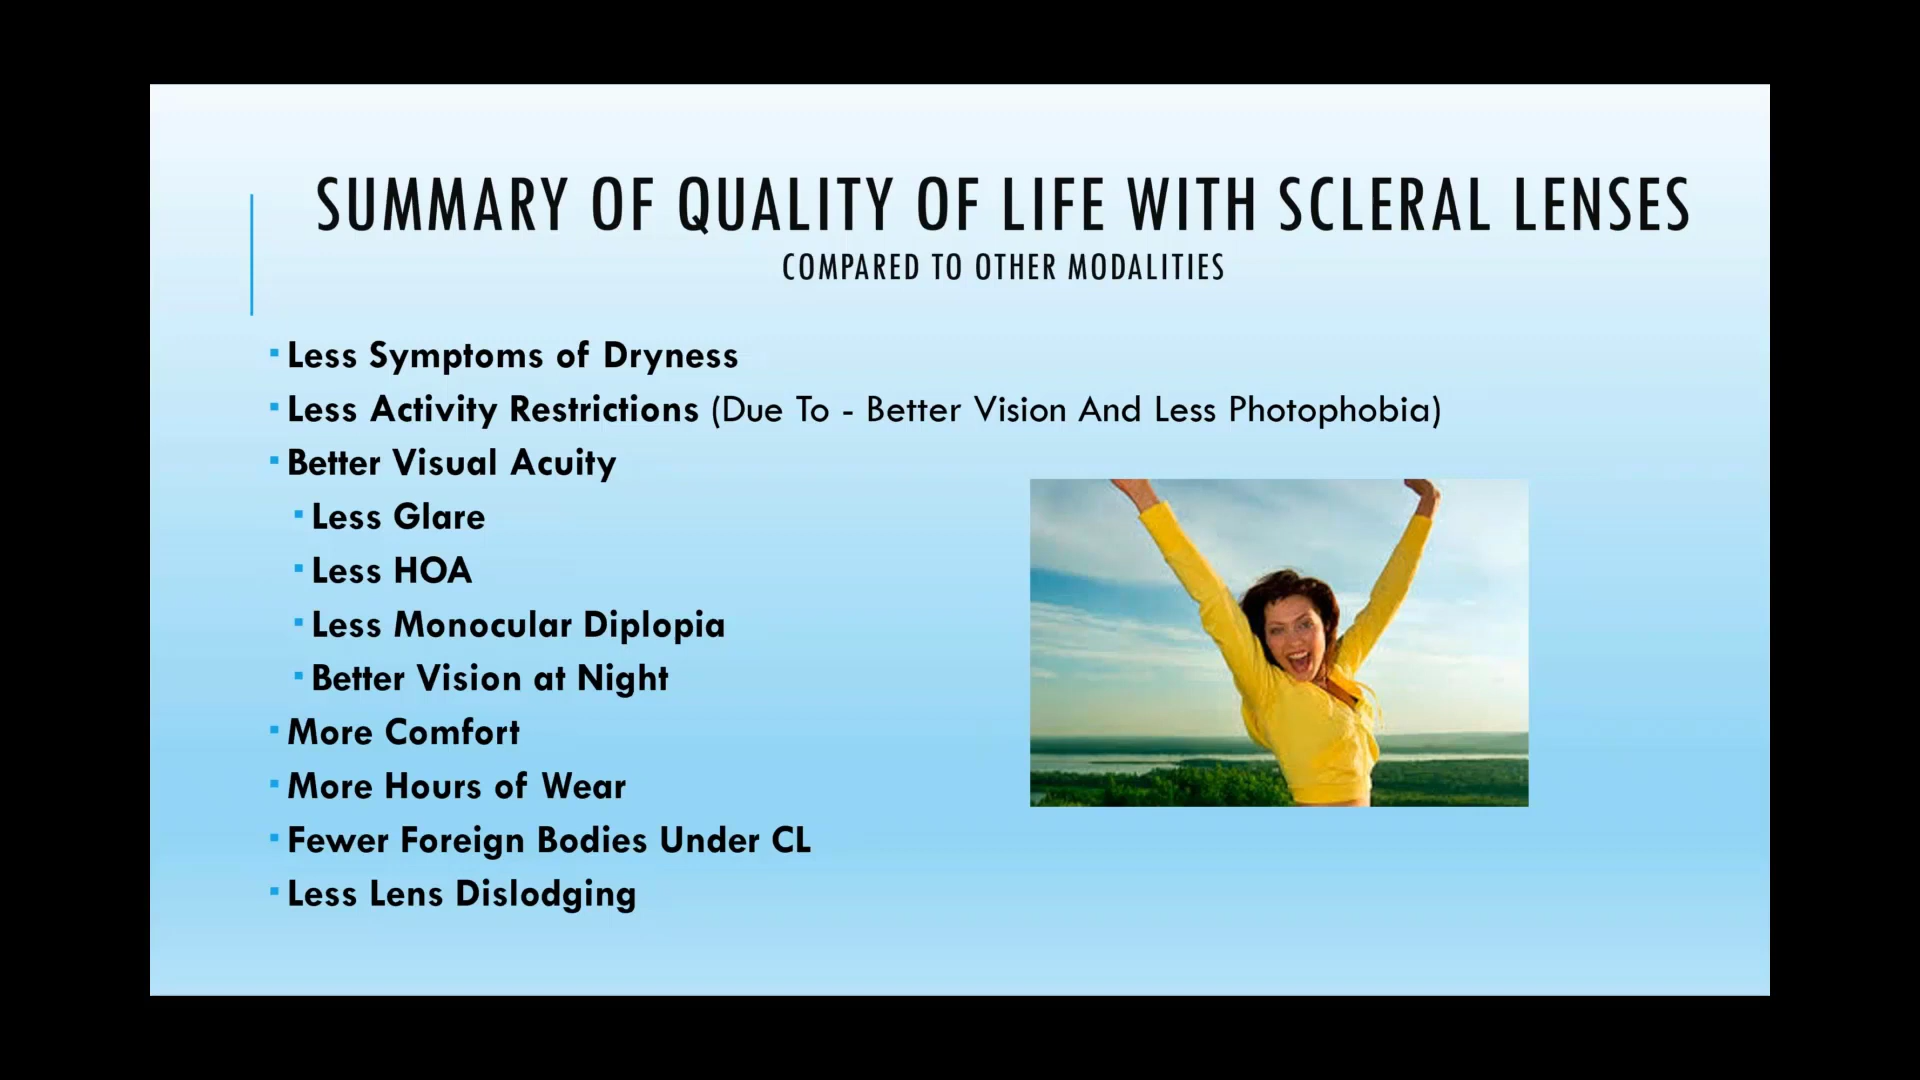 SUMMARY OF QUALITY OF LIFE WITH SCLERAL LENSES
COMPARED TO OTHER MODALITIES
Less Symptoms of Dryness
Less Activity Restrictions (Due To - Better Vision And Less Photophobia)
Better Visual Acuity
Less Glare
Less HOA
Less Monocular Diplopia
Better Vision at Night
More Comfort
More Hours of Wear
Fewer Foreign Bodies Under CL
Less Lens Dislodging